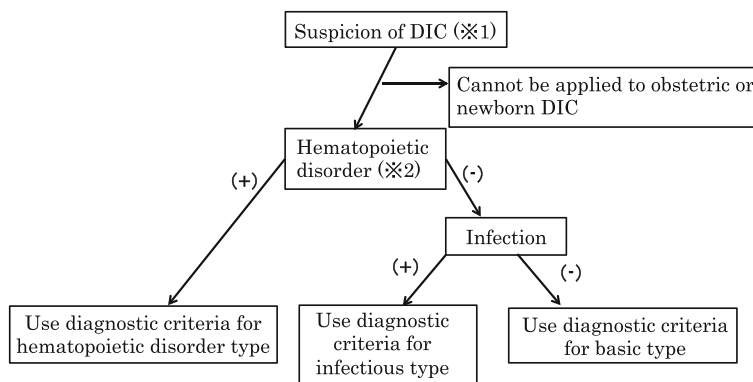 Suspicion of DIC (※1)
Cannot be applied to obstetric or
newborn DIC
Hematopoietic
disorder (※2)
(+)
(-)
Infection
(+)
(-)
Use diagnostic criteria for
hematopoietic disorder type
Use diagnostic
criteria for
infectious type
Use diagnostic criteria
for basic type